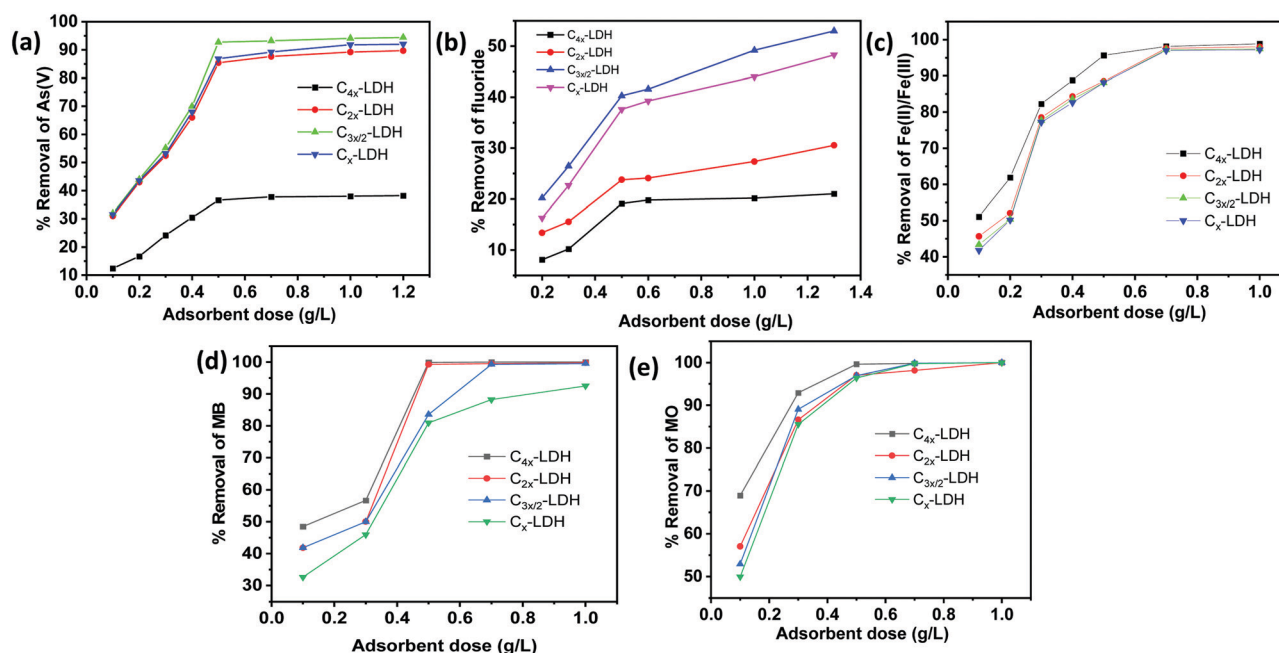 (a)
% Removal of As(V)
100
90
80
70
60
50
40
30
20
10
C4x-LDH
C2x-LDH
C3x/2-LDH
Cx-LDH
0.0 0.2 0.4 0.6 0.8 1.0 1.2
Adsorbent dose (g/L)
(b)
% Removal of fluoride
50
40
30
20
10
C4x-LDH
C2x-LDH
C3x/2-LDH
Cx-LDH
0.2 0.4 0.6 0.8 1.0 1.2 1.4
Adsorbent dose (g/L)
(c)
% Removal of Fe(II)/Fe(III)
100
90
80
70
60
50
40
C4x-LDH
C2x-LDH
C3x/2-LDH
Cx-LDH
0.0 0.2 0.4 0.6 0.8 1.0
Adsorbent dose (g/L)
(d)
% Removal of MB
100
90
80
70
60
50
40
30
C4x-LDH
C2x-LDH
C3x/2-LDH
Cx-LDH
0.0 0.2 0.4 0.6 0.8 1.0
Adsorbent dose (g/L)
(e)
% Removal of MO
100
90
80
70
60
50
C4x-LDH
C2x-LDH
C3x/2-LDH
Cx-LDH
0.0 0.2 0.4 0.6 0.8 1.0
Adsorbent dose (g/L)